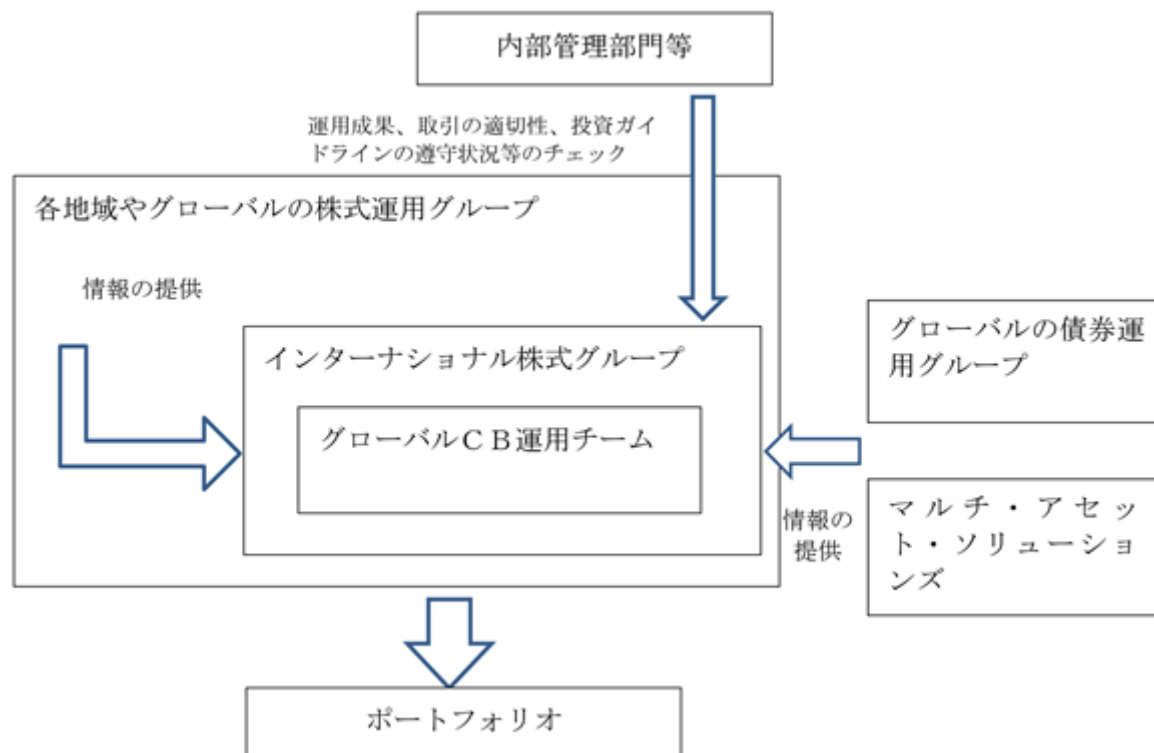 内部管理部門等
運用成果、取引の適切性、投資ガイ
ドラインの遵守状況等のチェック
各地域やグローバルの株式運用グループ
情報の提供
インターナショナル株式グループ
グローバルＣＢ運用チーム
グローバルの債券運
用グループ
情報の
提供
マルチ・アセッ
ト・ソリューショ
ンズ
ポートフォリオ